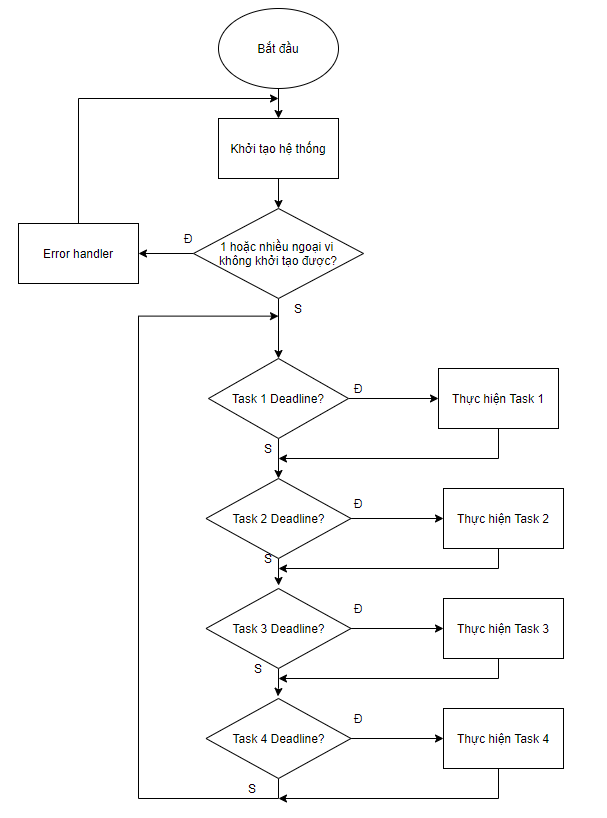 Bắt đầu
Khởi tạo hệ thống
Error handler
Đ
1 hoặc nhiều ngoại vi
không khởi tạo được?
S
Task 1 Deadline?
Đ
Thực hiện Task 1
S
Task 2 Deadline?
Đ
Thực hiện Task 2
S
Task 3 Deadline?
Đ
Thực hiện Task 3
S
Task 4 Deadline?
Đ
Thực hiện Task 4
S